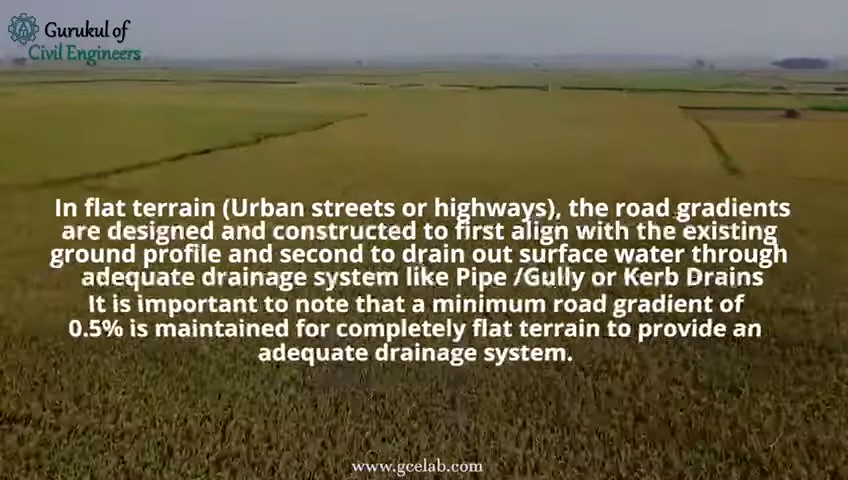 Gurukul of
Civil Engineers
In flat terrain (Urban streets or highways), the road gradients
are designed and constructed to first align with the existing
ground profile and second to drain out surface water through
adequate drainage system like Pipe /Gully or Kerb Drains
It is important to note that a minimum road gradient of
0.5% is maintained for completely flat terrain to provide an
adequate drainage system.
www.gcelab.com